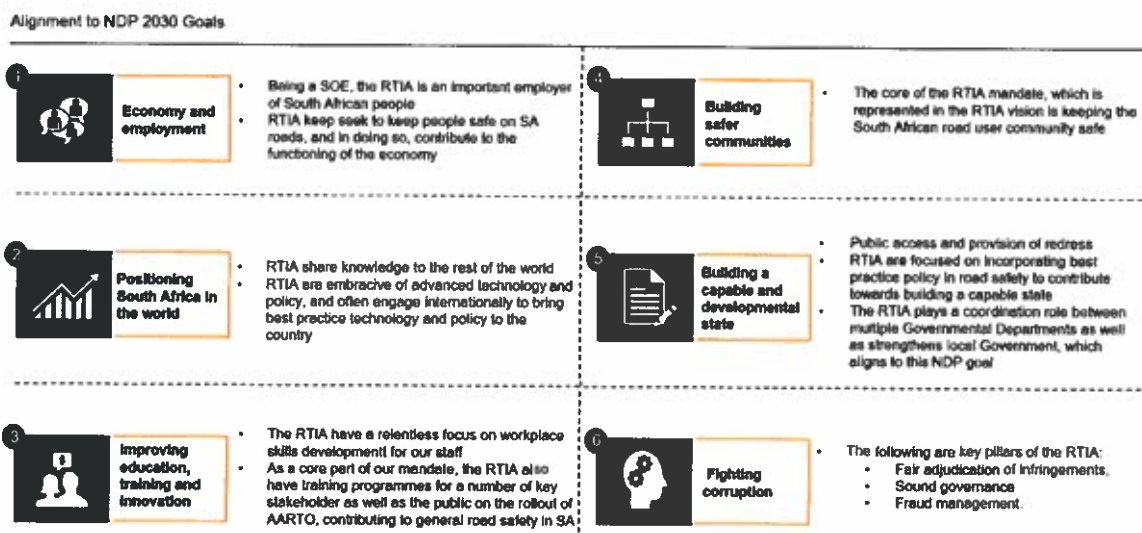 Alignment to NDP 2030 Goals
1
Economy and
employment
• Being a SOE, the RTIA is an important employer
of South African people
• RTIA keep seek to keep people safe on SA
roads, and in doing so, contribute to the
functioning of the economy
2
Positioning
South Africa in
the world
• RTIA share knowledge to the rest of the world
• RTIA are embracive of advanced technology and
policy, and often engage internationally to bring
best practice technology and policy to the
country
3
Improving
education,
training and
innovation
• The RTIA have a relentless focus on workplace
skills development for our staff
• As a core part of our mandate, the RTIA also
have training programmes for a number of key
stakeholder as well as the public on the rollout of
AARTO, contributing to general road safety in SA
4
Building
safer
communities
• The core of the RTIA mandate, which is
represented in the RTIA vision is keeping the
South African road user community safe
5
Building a
capable and
developmental
state
• Public access and provision of redress
• RTIA are focused on incorporating best
practice policy in road safety to contribute
towards building a capable state
• The RTIA plays a coordination role between
multiple Governmental Departments as well
as strengthens local Government, which
aligns to this NDP goal
6
Fighting
corruption
• The following are key pillars of the RTIA:
• Fair adjudication of infringements,
• Sound governance
• Fraud management.